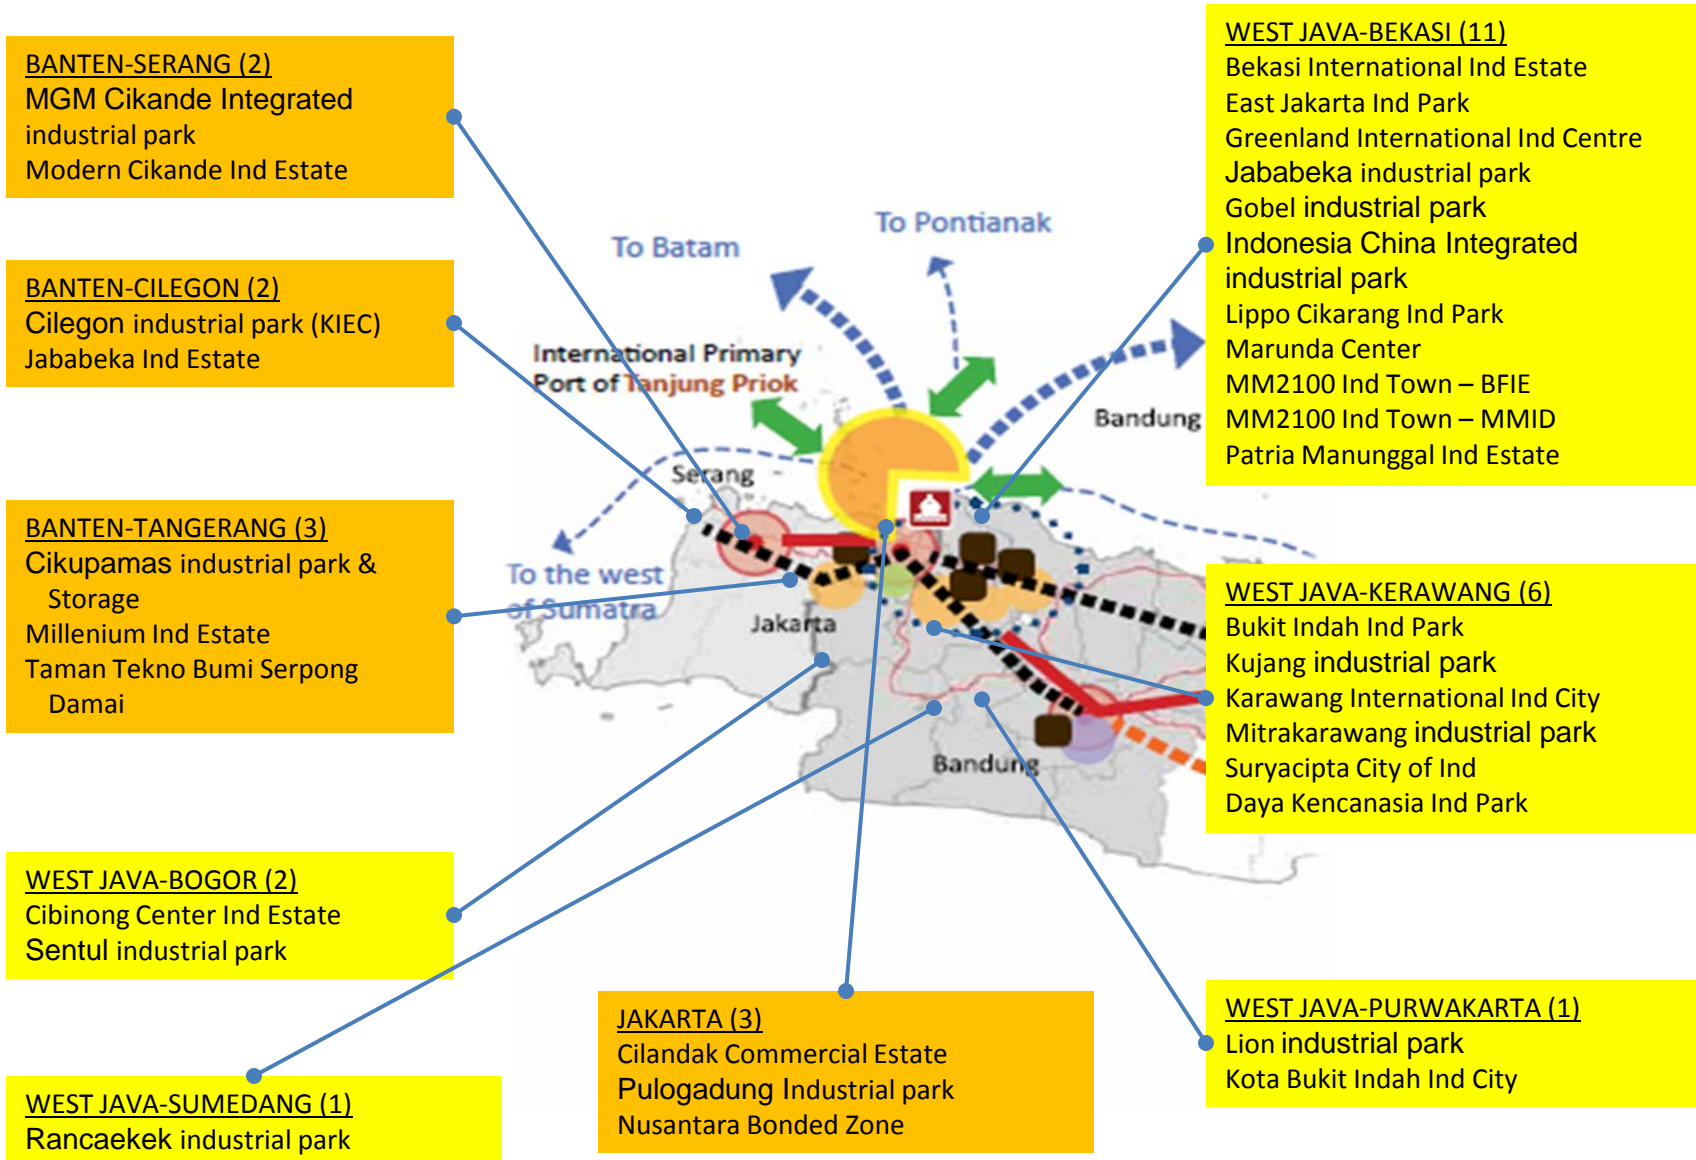 BANTEN-SERANG (2)
MGM Cikande Integrated
industrial park
Modern Cikande Ind Estate
BANTEN-CILEGON (2)
Cilegon industrial park (KIEC)
Jababeka Ind Estate
BANTEN-TANGERANG (3)
Cikupamas industrial park &
Storage
Millenium Ind Estate
Taman Tekno Bumi Serpong
Damai
WEST JAVA-BOGOR (2)
Cibinong Center Ind Estate
Sentul industrial park
WEST JAVA-SUMEDANG (1)
Rancaekek industrial park
To Batam
To Pontianak
International Primary
Port of Tanjung Priok
Bandung
Serang
To the west
of Sumatra
Jakarta
Bandung
JAKARTA (3)
Cilandak Commercial Estate
Pulogadung Industrial park
Nusantara Bonded Zone
WEST JAVA-BEKASI (11)
Bekasi International Ind Estate
East Jakarta Ind Park
Greenland International Ind Centre
Jababeka industrial park
Gobel industrial park
Indonesia China Integrated
industrial park
Lippo Cikarang Ind Park
Marunda Center
MM2100 Ind Town – BFIE
MM2100 Ind Town – MMID
Patria Manunggal Ind Estate
WEST JAVA-KERAWANG (6)
Bukit Indah Ind Park
Kujang industrial park
Karawang International Ind City
Mitrakarawang industrial park
Suryacipta City of Ind
Daya Kencanasia Ind Park
WEST JAVA-PURWAKARTA (1)
Lion industrial park
Kota Bukit Indah Ind City